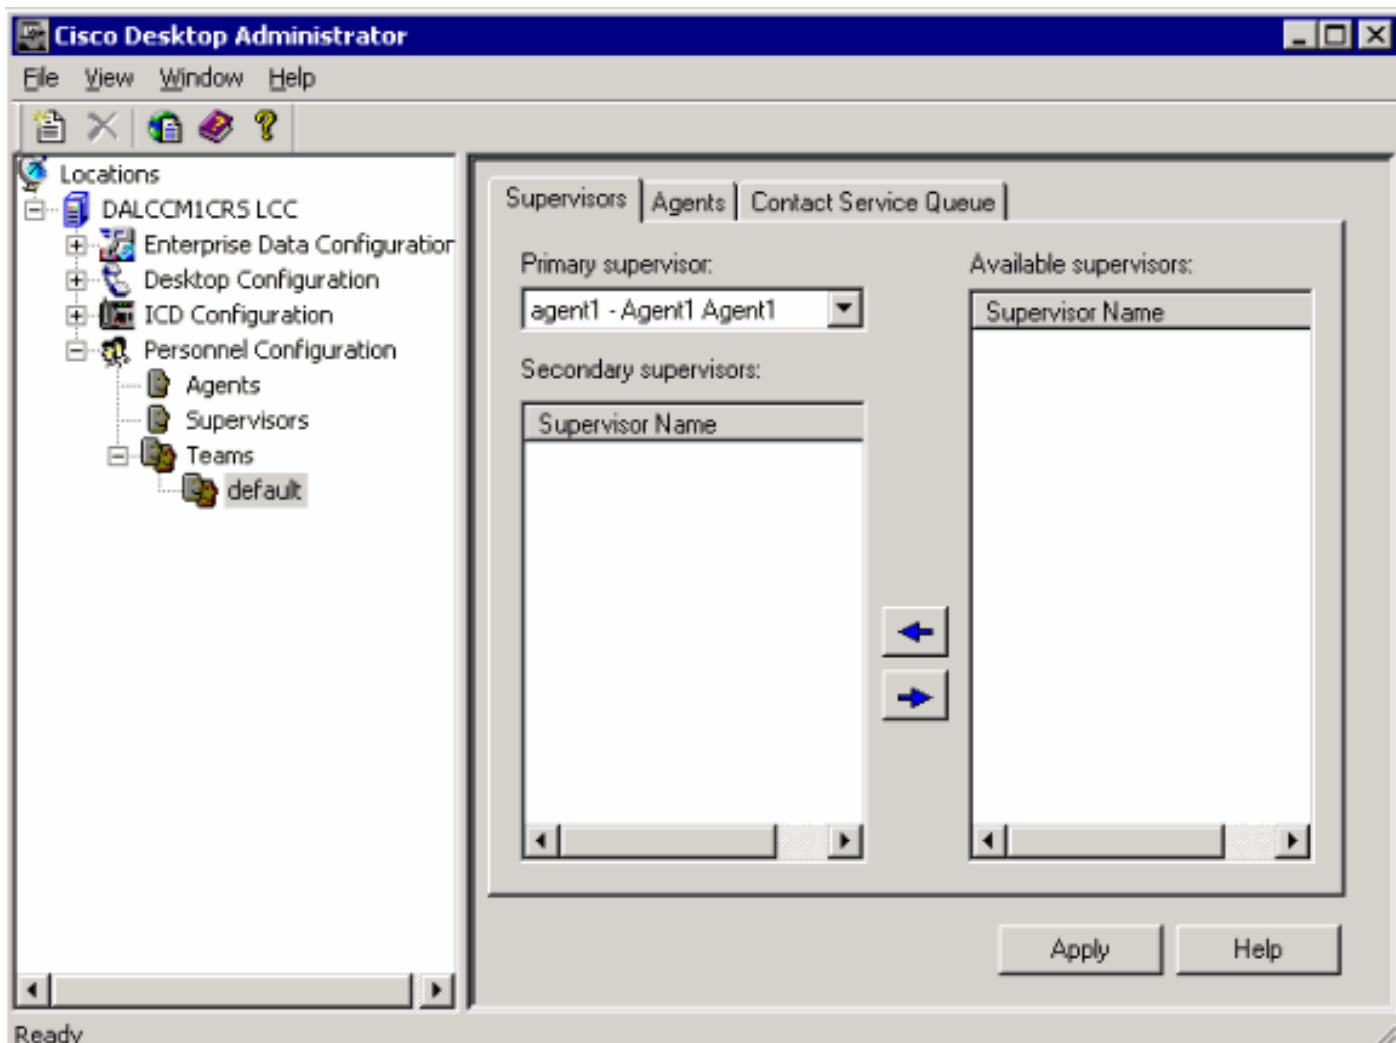 Cisco Desktop Administrator
File View Window Help
Locations
DALCCM1CRS LCC
Enterprise Data Configuration
Desktop Configuration
ICD Configuration
Personnel Configuration
Agents
Supervisors
Teams
default
Supervisors Agents Contact Service Queue
Primary supervisor:
agent1 - Agent1 Agent1
Secondary supervisors:
Supervisor Name
Available supervisors:
Supervisor Name
Apply Help
Ready